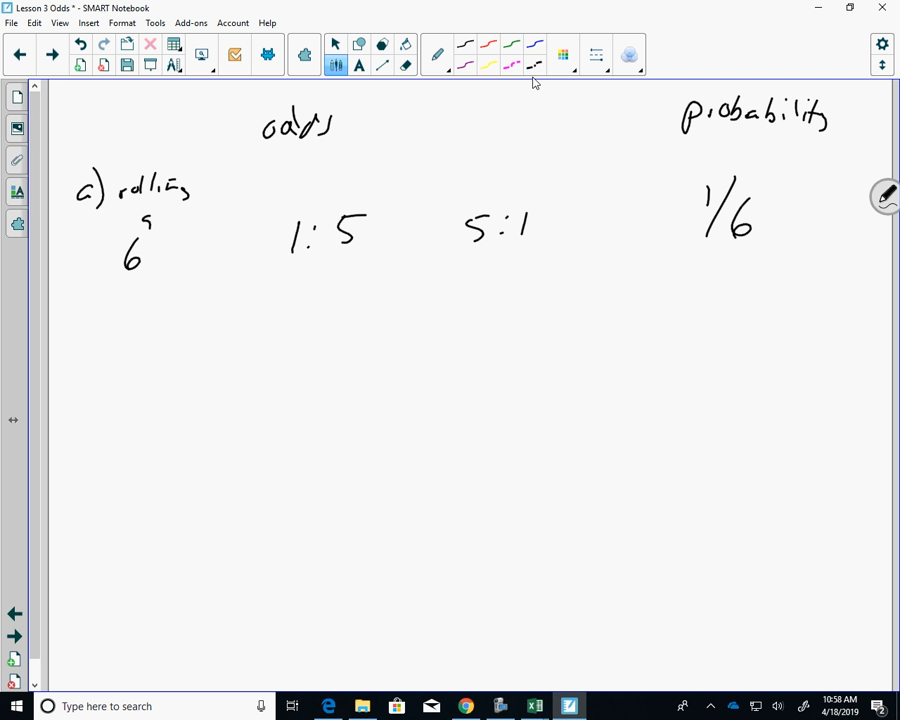 Lesson 3 Odds * - SMART Notebook
File Edit View Insert Format Tools Add-ons Account Help
odds probability
a) rolling
a
6 1:5 5:1 1/6
Type here to search
10:58 AM
4/18/2019
2